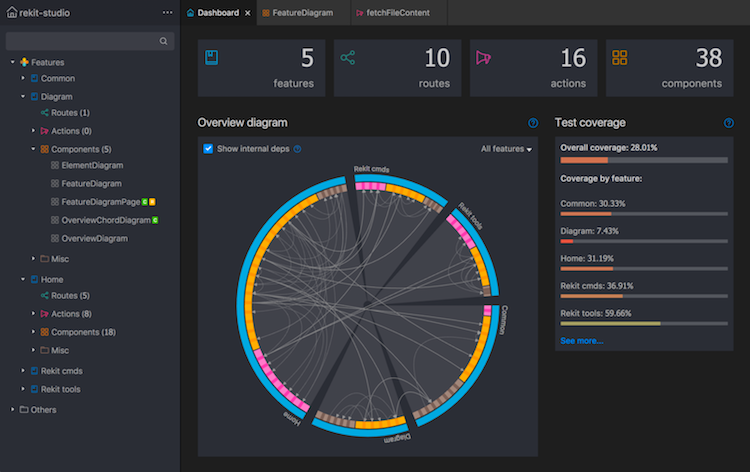 rekit-studio
Dashboard
FeatureDiagram
fetchFileContent
Features
Common
Diagram
Routes (1)
Actions (0)
Components (5)
ElementDiagram
FeatureDiagram
FeatureDiagramPage C A
OverviewChordDiagram C
OverviewDiagram
Misc
Home
Routes (5)
Actions (8)
Components (18)
Misc
Rekit cmds
Rekit tools
Others
5
features
10
routes
16
actions
38
components
Overview diagram
Show internal deps
All features
Rekit cmds
Rekit tools
Common
Diagram
Home
Test coverage
Overall coverage: 28.01%
Coverage by feature:
Common: 30.33%
Diagram: 7.43%
Home: 31.19%
Rekit cmds: 36.91%
Rekit tools: 59.66%
See more...